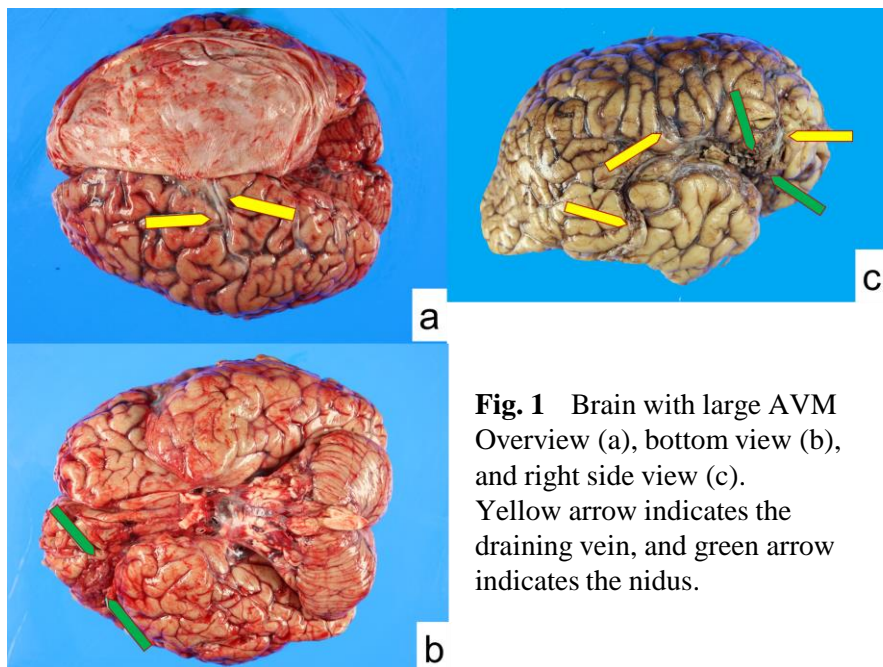 a
c
b
Fig. 1 Brain with large AVM
Overview (a), bottom view (b),
and right side view (c).
Yellow arrow indicates the
draining vein, and green arrow
indicates the nidus.